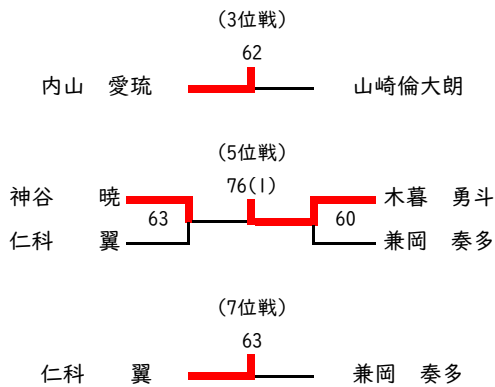 (3位戦)
62
内山 愛琉 山崎倫大朗
(5位戦)
神谷 暁 76(1) 木暮 勇斗
63 60
仁科 翼 兼岡 奏多
(7位戦)
63
仁科 翼 兼岡 奏多